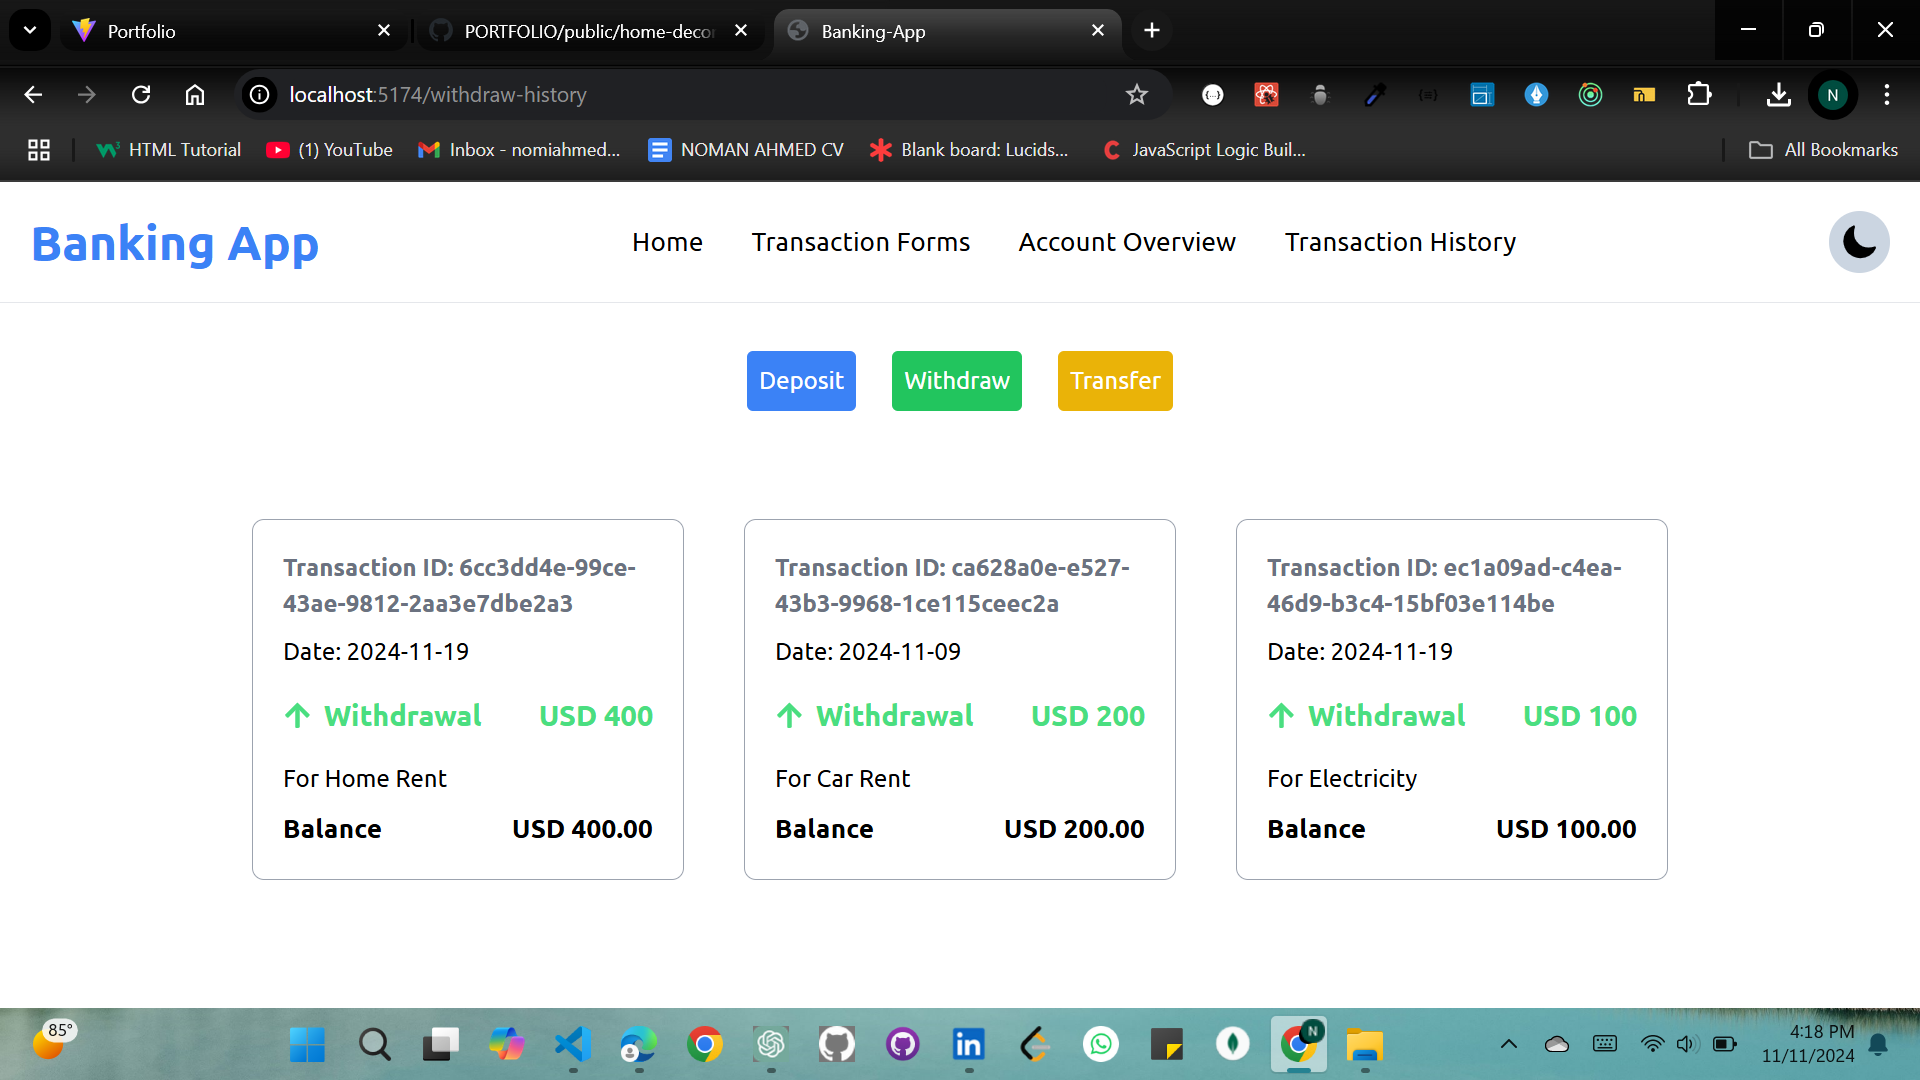 Portfolio
PORTFOLIO/public/home-decor
Banking-App
localhost:5174/withdraw-history
N
HTML Tutorial
(1) YouTube
Inbox - nomiahmed...
NOMAN AHMED CV
Blank board: Lucids...
JavaScript Logic Buil...
All Bookmarks
Banking App
Home
Transaction Forms
Account Overview
Transaction History
Deposit
Withdraw
Transfer
Transaction ID: 6cc3dd4e-99ce-
43ae-9812-2aa3e7dbe2a3
Date: 2024-11-19
Withdrawal USD 400
For Home Rent
Balance USD 400.00
Transaction ID: ca628a0e-e527-
43b3-9968-1ce115ceec2a
Date: 2024-11-09
Withdrawal USD 200
For Car Rent
Balance USD 200.00
Transaction ID: ec1a09ad-c4ea-
46d9-b3c4-15bf03e114be
Date: 2024-11-19
Withdrawal USD 100
For Electricity
Balance USD 100.00
85°
N
4:18 PM
11/11/2024